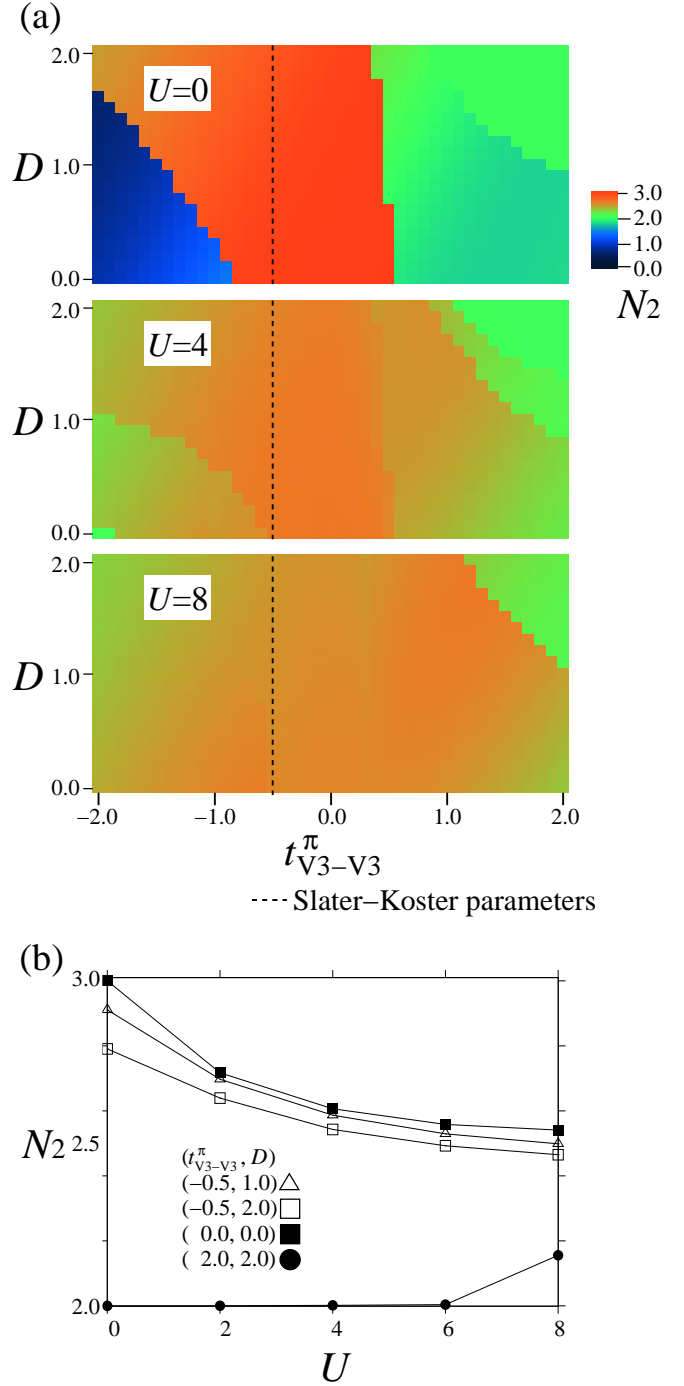 (a)
2.0
U=0
D
1.0
0.0
3.0
2.0
1.0
0.0
N2
2.0
U=4
D
1.0
0.0
2.0
U=8
D
1.0
0.0
−2.0 −1.0 0.0 1.0 2.0
t^π_V3−V3
Slater−Koster parameters
(b)
3.0
N2
2.5
(t^π_V3−V3, D)
(−0.5, 1.0)
(−0.5, 2.0)
( 0.0, 0.0)
( 2.0, 2.0)
2.0
0 2 4 6 8
U